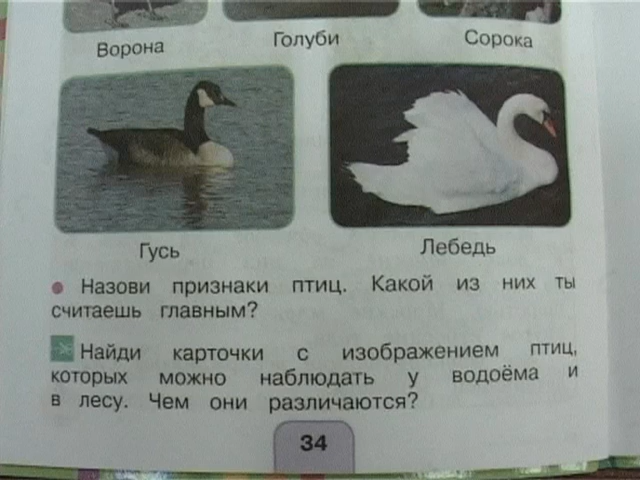 Ворона Голуби Сорока
Гусь Лебедь
Назови признаки птиц. Какой из них ты
считаешь главным?
Найди карточки с изображением птиц,
которых можно наблюдать у водоёма и
в лесу. Чем они различаются?
34